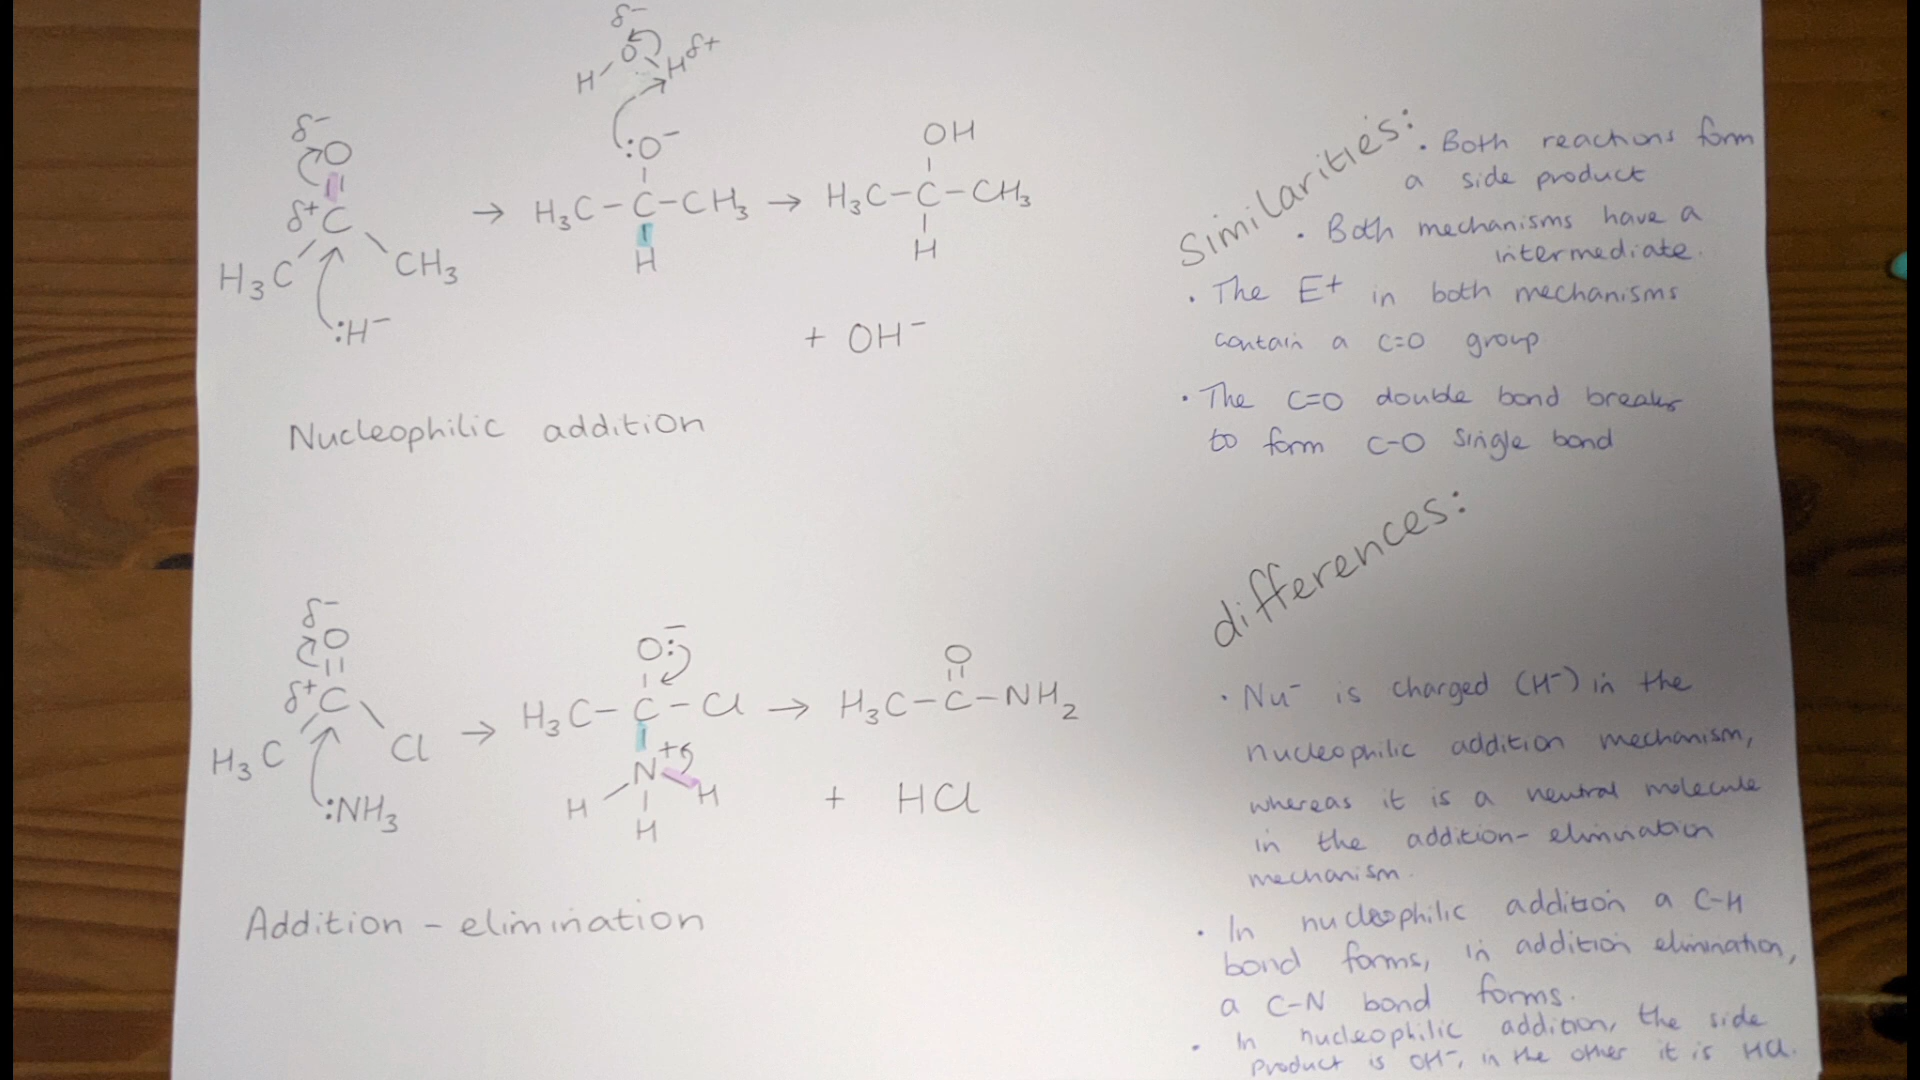 δ-
O δ+
H H
δ-
O
δ+ C
H3C CH3
:H-
→
:O-
H3C-C-CH3
H
→
OH
H3C-C-CH3
H
+ OH-
Nucleophilic addition
δ-
O
δ+ C
H3C Cl
:NH3
→
O:-
H3C-C-Cl
N+
H H
H
→
O
H3C-C-NH2
+ HCl
Addition - elimination
Similarities:
• Both reactions form
a side product
• Both mechanisms have a
intermediate.
• The E+ in both mechanisms
contain a C=O group
• The C=O double bond breaks
to form C-O single bond
differences:
• Nu- is charged (H-) in the
nucleophilic addition mechanism,
whereas it is a neutral molecule
in the addition-elimination
mechanism.
• In nucleophilic addition a C-H
bond forms, in addition elimination,
a C-N bond forms.
• In nucleophilic addition, the side
product is OH-, in the other it is HCl.